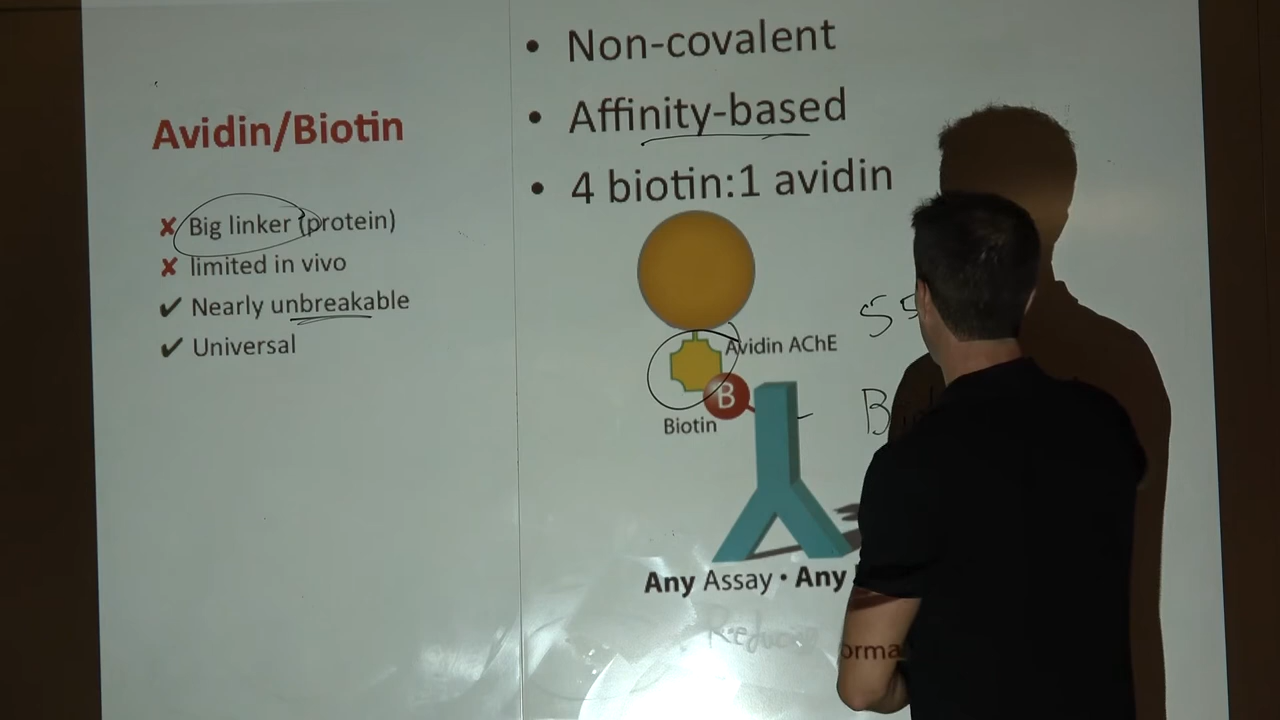 Avidin/Biotin
✘ Big linker (protein)
✘ limited in vivo
✔ Nearly unbreakable
✔ Universal
• Non-covalent
• Affinity-based
• 4 biotin:1 avidin
Avidin AChE
B
Biotin
Any Assay • Any